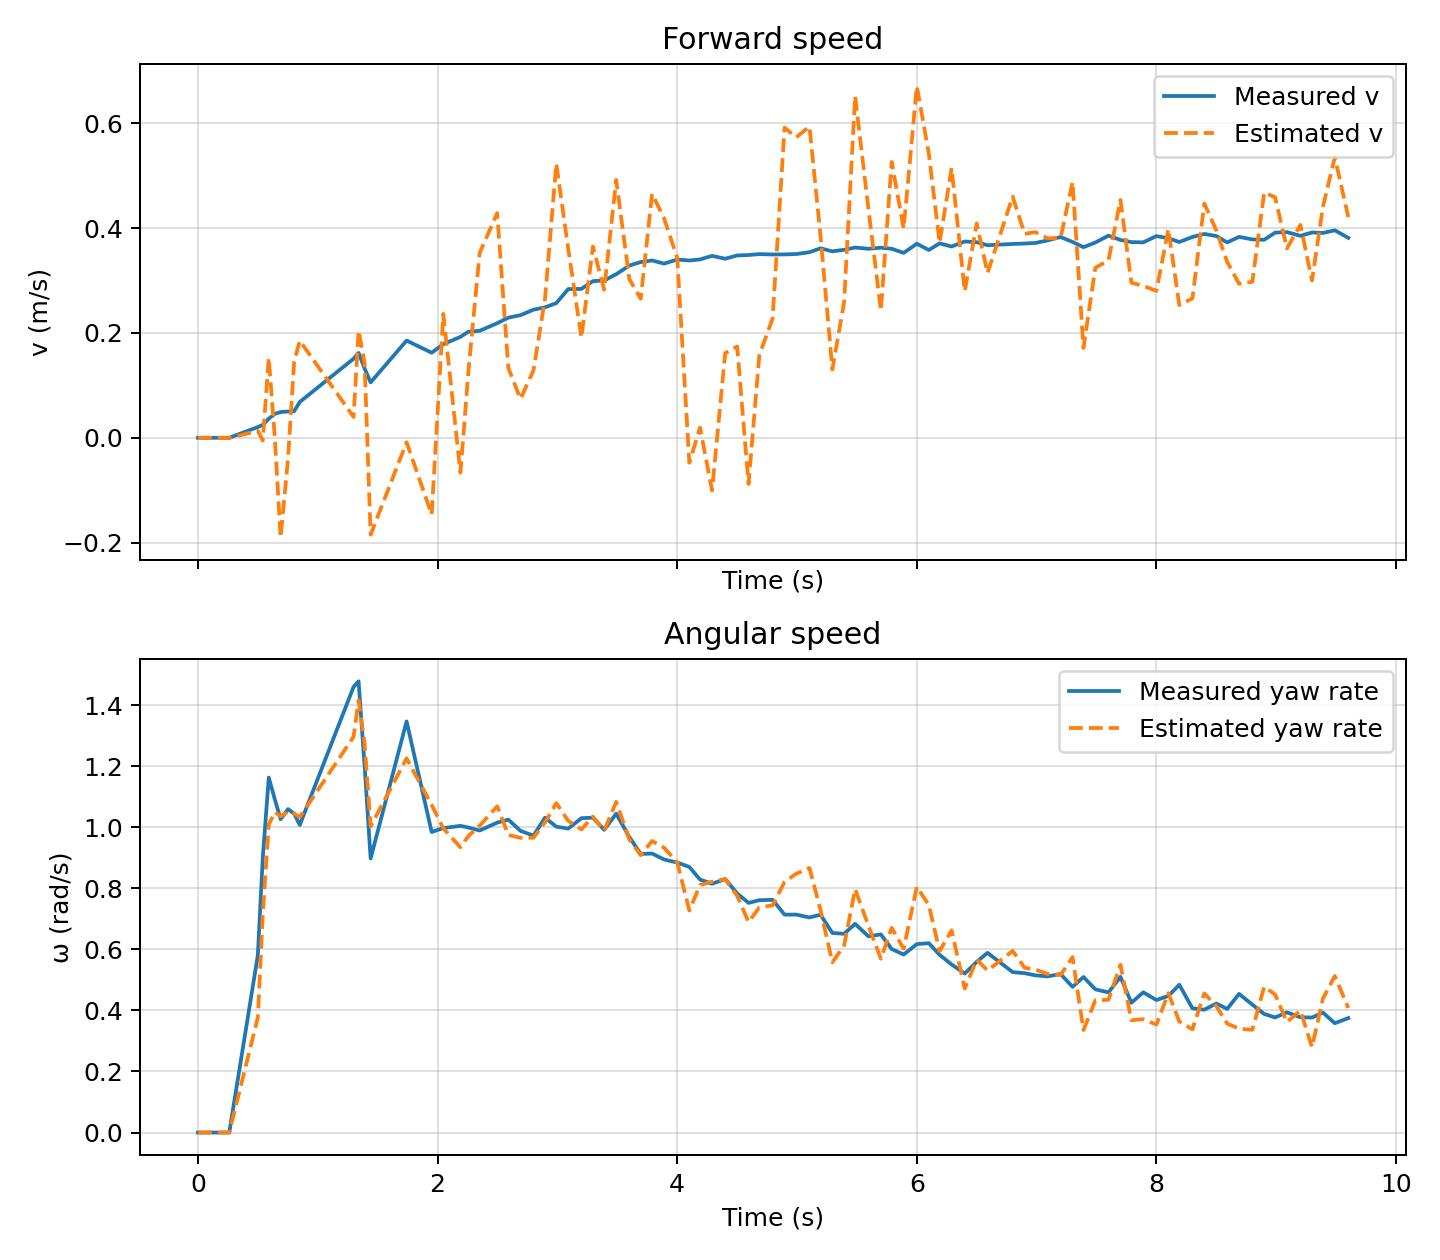 Forward speed
Measured v
Estimated v
0.6
0.4
0.2
0.0
−0.2
v (m/s)
Time (s)
Angular speed
Measured yaw rate
Estimated yaw rate
1.4
1.2
1.0
0.8
0.6
0.4
0.2
0.0
ω (rad/s)
0 2 4 6 8 10
Time (s)